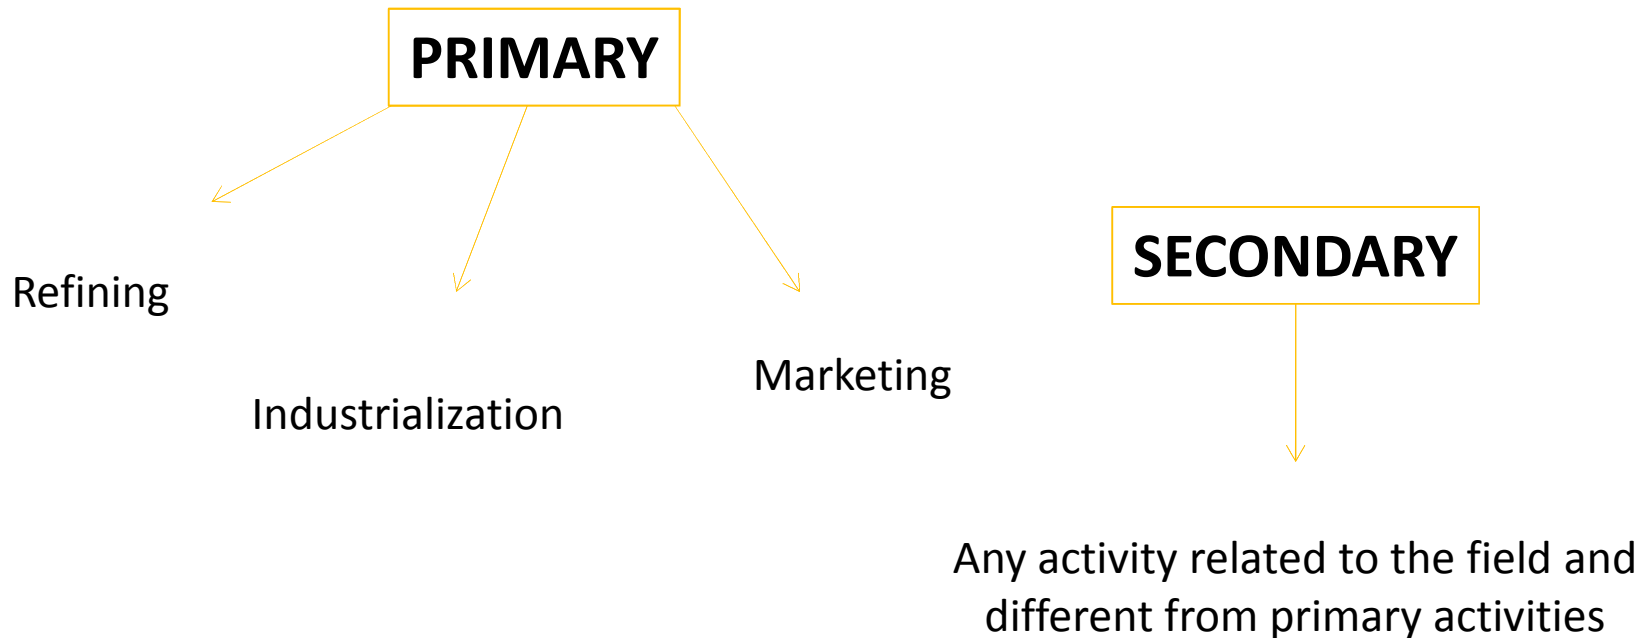 PRIMARY
Refining
Industrialization
Marketing
SECONDARY
Any activity related to the field and
different from primary activities